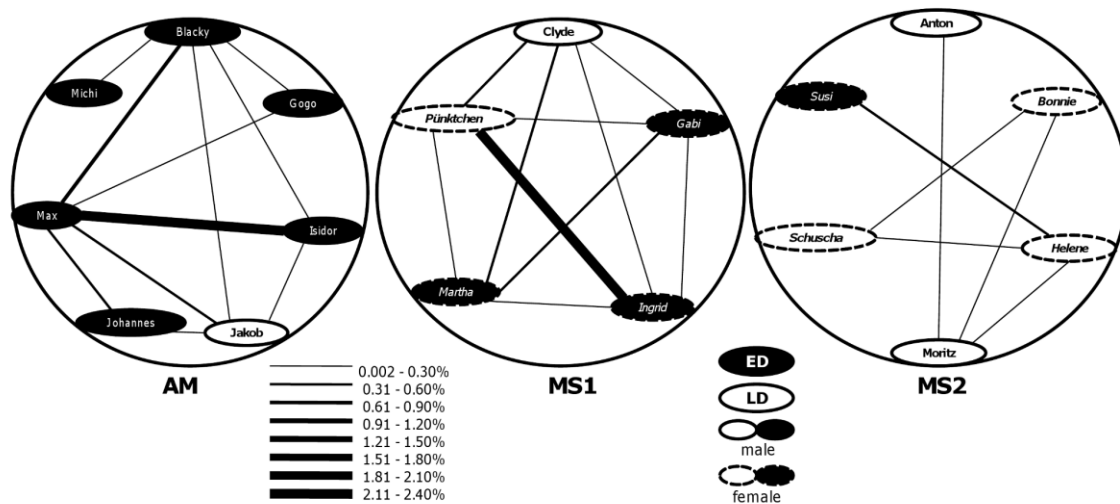 Blacky
Michi
Gogo
Max
Isidor
Johannes
Jakob
AM
Clyde
Pünktchen
Gabi
Martha
Ingrid
MS1
Anton
Susi
Bonnie
Schuscha
Helene
Moritz
MS2
0.002 - 0.30%
0.31 - 0.60%
0.61 - 0.90%
0.91 - 1.20%
1.21 - 1.50%
1.51 - 1.80%
1.81 - 2.10%
2.11 - 2.40%
ED
LD
male
female